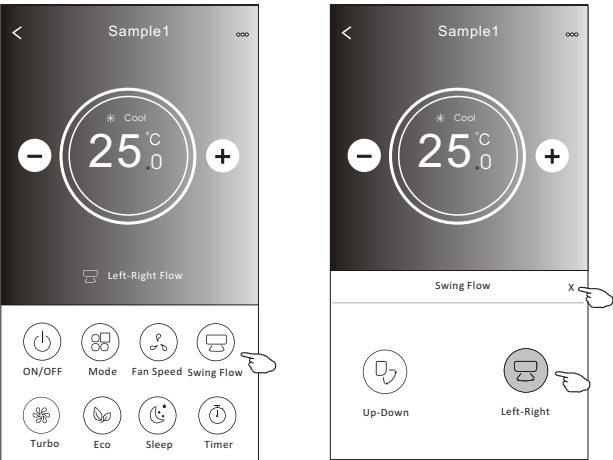 Sample1
Cool
25.0 °C
Left-Right Flow
ON/OFF Mode Fan Speed Swing Flow
Turbo Eco Sleep Timer
Sample1
Cool
25.0 °C
Swing Flow X
Up-Down Left-Right